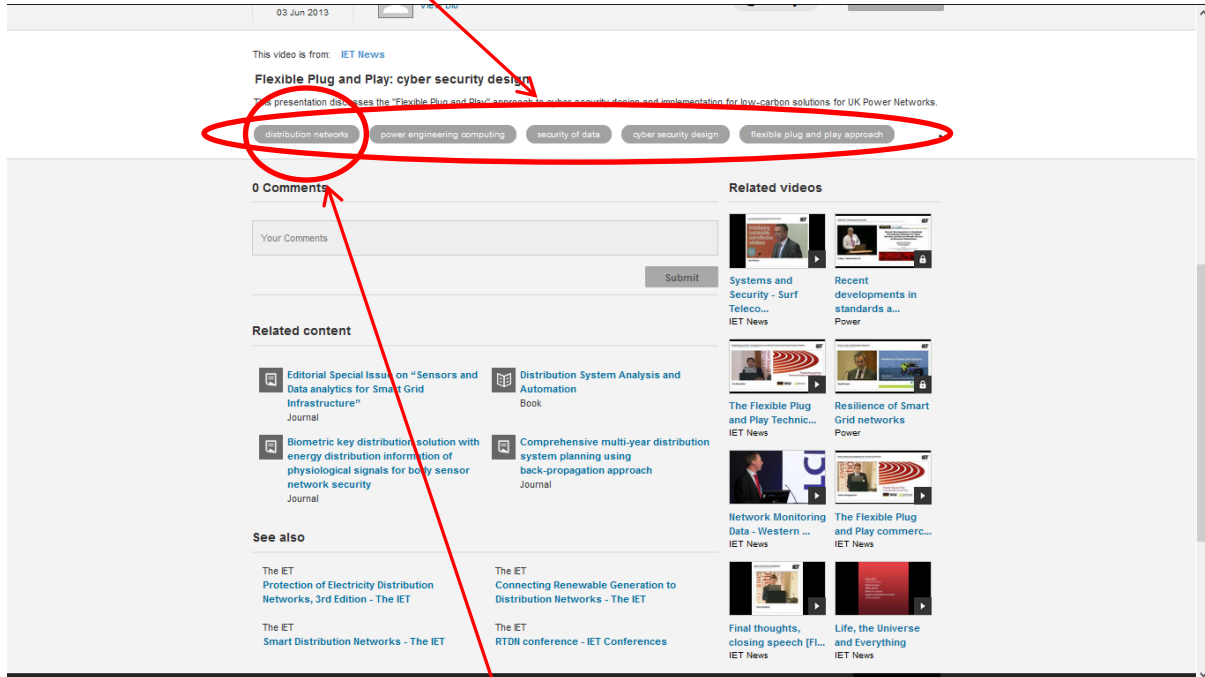 03 Jun 2013
View bio
This video is from: IET News
Flexible Plug and Play: cyber security design
This presentation discusses the "Flexible Plug and Play" approach to cyber security design and implementation for low-carbon solutions for UK Power Networks.
distribution networks
power engineering computing
security of data
cyber security design
flexible plug and play approach
0 Comments
Your Comments
Submit
Related content
Editorial Special Issue on “Sensors and
Data analytics for Smart Grid
Infrastructure”
Journal
Distribution System Analysis and
Automation
Book
Biometric key distribution solution with
energy distribution information of
physiological signals for body sensor
network security
Journal
Comprehensive multi-year distribution
system planning using
back-propagation approach
Journal
See also
The IET
Protection of Electricity Distribution
Networks, 3rd Edition - The IET
The IET
Connecting Renewable Generation to
Distribution Networks - The IET
The IET
Smart Distribution Networks - The IET
The IET
RTDN conference - IET Conferences
Related videos
Systems and
Security - Surf
Teleco...
IET News
Recent
developments in
standards a...
Power
The Flexible Plug
and Play Technic...
IET News
Resilience of Smart
Grid networks
Power
Network Monitoring
Data - Western ...
IET News
The Flexible Plug
and Play commerc...
IET News
Final thoughts,
closing speech [Fl...
IET News
Life, the Universe
and Everything
IET News